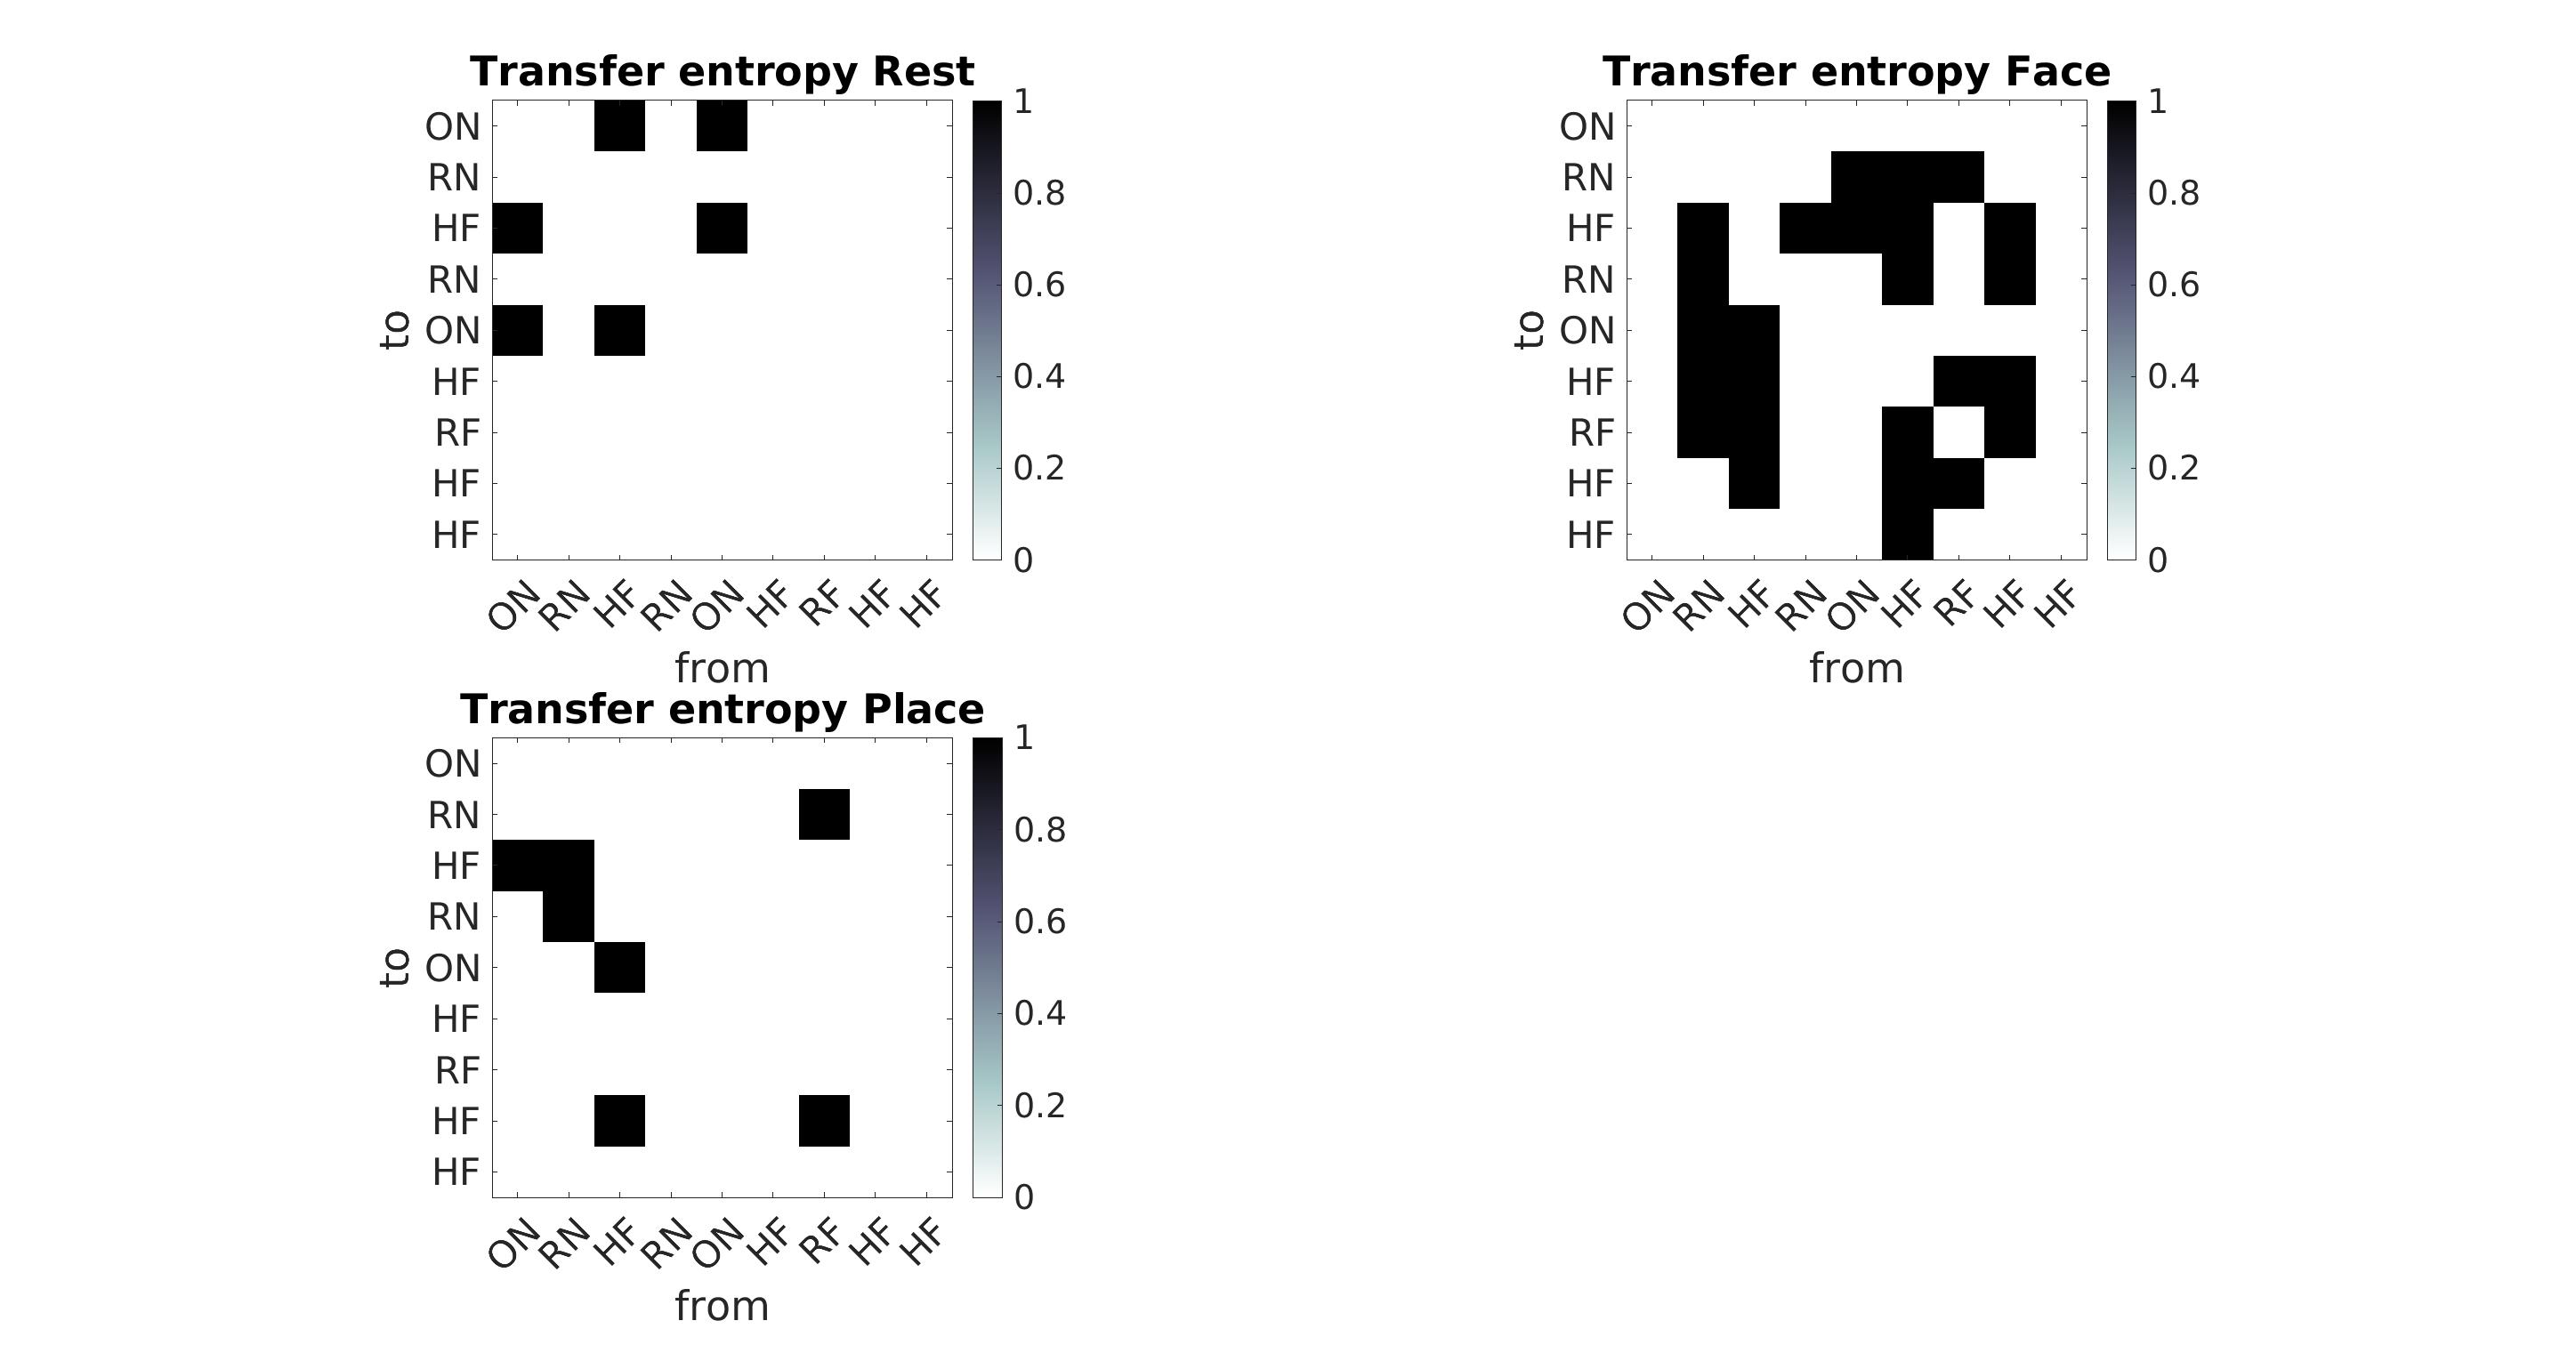 Transfer entropy Rest
ON
RN
HF
RN
ON
HF
RF
HF
HF
to
ON RN HF RN ON HF RF HF HF
from
1
0.8
0.6
0.4
0.2
0
Transfer entropy Face
ON
RN
HF
RN
ON
HF
RF
HF
HF
to
ON RN HF RN ON HF RF HF HF
from
1
0.8
0.6
0.4
0.2
0
Transfer entropy Place
ON
RN
HF
RN
ON
HF
RF
HF
HF
to
ON RN HF RN ON HF RF HF HF
from
1
0.8
0.6
0.4
0.2
0